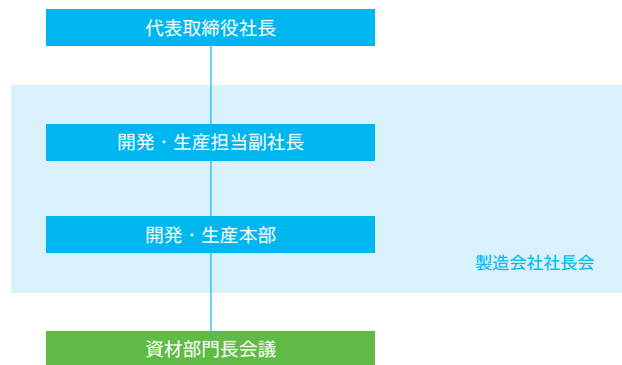 代表取締役社長
開発・生産担当副社長
開発・生産本部
製造会社社長会
資材部門長会議